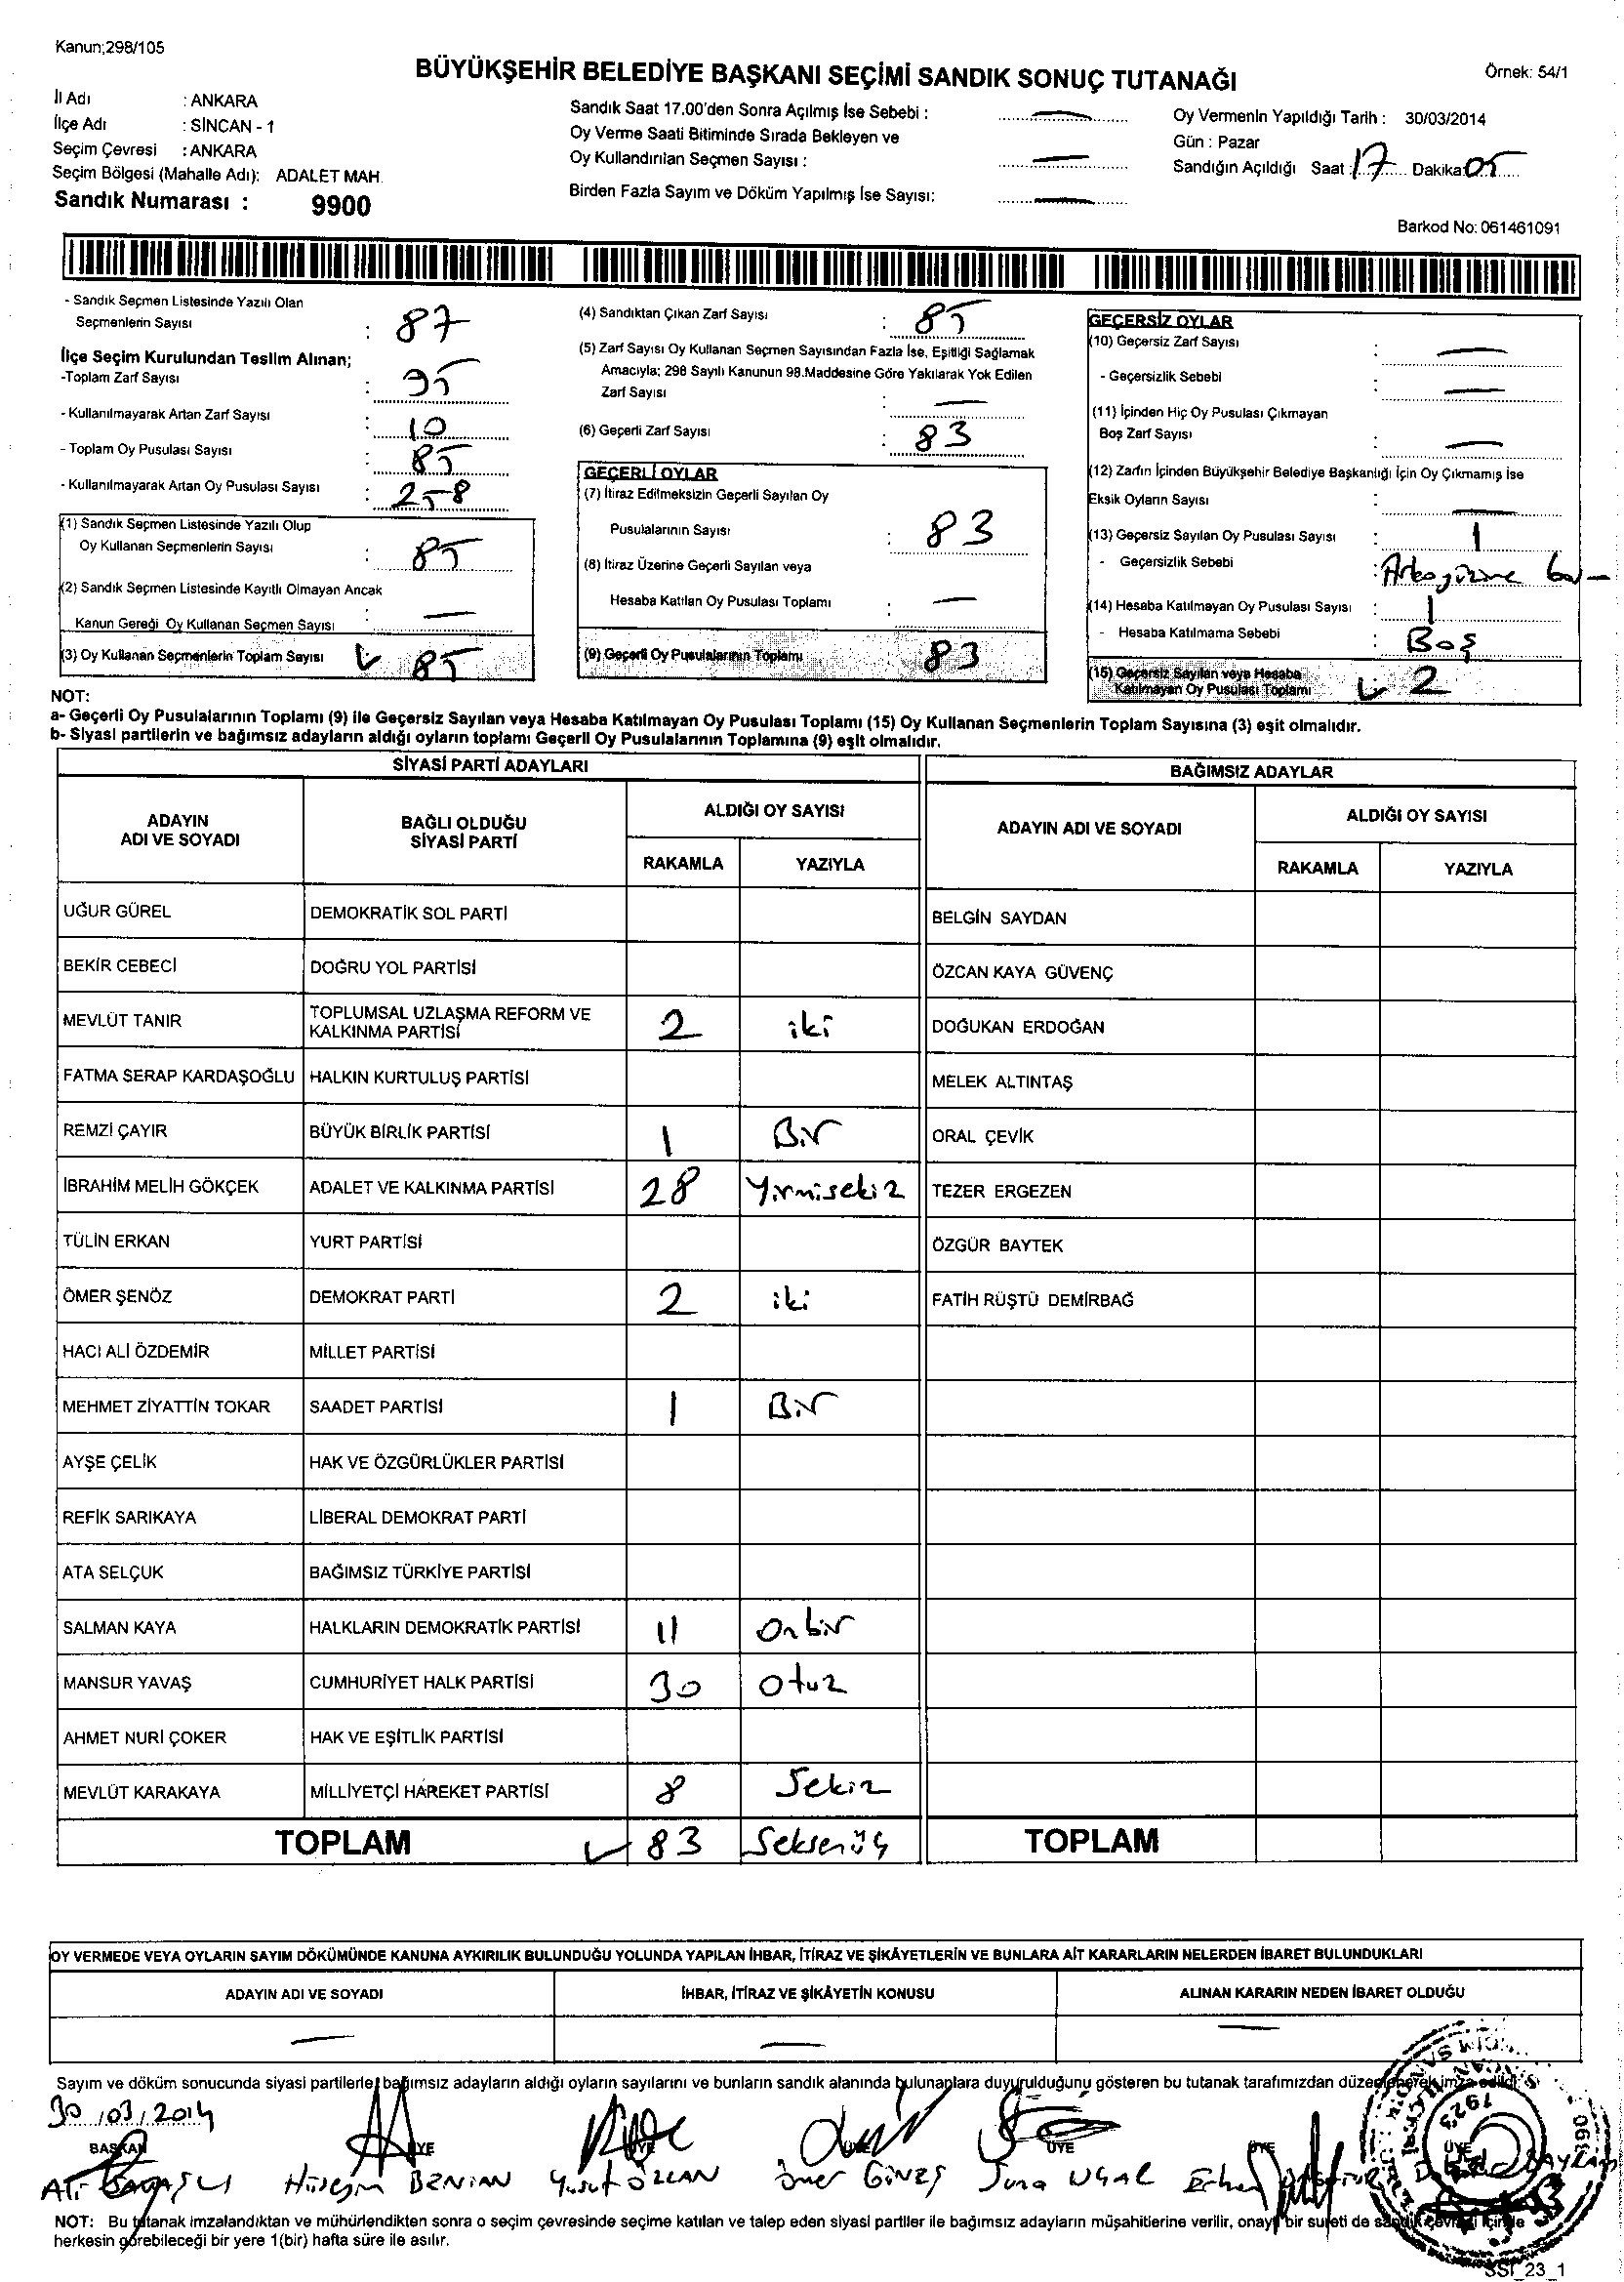 Kanun;298/105
BÜYÜKŞEHİR BELEDİYE BAŞKANI SEÇİMİ SANDIK SONUÇ TUTANAĞI
Örnek: 54/1
İl Adı : ANKARA
İlçe Adı : SİNCAN - 1
Seçim Çevresi : ANKARA
Seçim Bölgesi (Mahalle Adı): ADALET MAH.
Sandık Numarası : 9900
Sandık Saat 17.00'den Sonra Açılmış İse Sebebi : —
Oy Verme Saati Bitiminde Sırada Bekleyen ve
Oy Kullandırılan Seçmen Sayısı : —
Birden Fazla Sayım ve Döküm Yapılmış İse Sayısı: —
Oy Vermenin Yapıldığı Tarih : 30/03/2014
Gün : Pazar
Sandığın Açıldığı Saat 17 Dakika: 05
Barkod No: 061461091
- Sandık Seçmen Listesinde Yazılı Olan
Seçmenlerin Sayısı : 87
İlçe Seçim Kurulundan Teslim Alınan;
-Toplam Zarf Sayısı : 95
- Kullanılmayarak Artan Zarf Sayısı : 10
- Toplam Oy Pusulası Sayısı : 85
- Kullanılmayarak Artan Oy Pusulası Sayısı : 258
(1) Sandık Seçmen Listesinde Yazılı Olup
Oy Kullanan Seçmenlerin Sayısı : 85
(2) Sandık Seçmen Listesinde Kayıtlı Olmayan Ancak
Kanun Gereği Oy Kullanan Seçmen Sayısı : —
(3) Oy Kullanan Seçmenlerin Toplam Sayısı 85
(4) Sandıktan Çıkan Zarf Sayısı : 85
(5) Zarf Sayısı Oy Kullanan Seçmen Sayısından Fazla İse, Eşitliği Sağlamak
Amacıyla; 298 Sayılı Kanunun 98.Maddesine Göre Yakılarak Yok Edilen
Zarf Sayısı : —
(6) Geçerli Zarf Sayısı : 83
GEÇERLİ OYLAR
(7) İtiraz Edilmeksizin Geçerli Sayılan Oy
Pusulalarının Sayısı : 83
(8) İtiraz Üzerine Geçerli Sayılan veya
Hesaba Katılan Oy Pusulası Toplamı : —
(9) Geçerli Oy Pusulalarının Toplamı 83
GEÇERSİZ OYLAR
(10) Geçersiz Zarf Sayısı : —
- Geçersizlik Sebebi : —
(11) İçinden Hiç Oy Pusulası Çıkmayan
Boş Zarf Sayısı : —
(12) Zarfın İçinden Büyükşehir Belediye Başkanlığı İçin Oy Çıkmamış İse
Eksik Oyların Sayısı : —
(13) Geçersiz Sayılan Oy Pusulası Sayısı : 1
- Geçersizlik Sebebi :
(14) Hesaba Katılmayan Oy Pusulası Sayısı : 1
- Hesaba Katılmama Sebebi : Boş
(15) Geçersiz Sayılan veya Hesaba
Katılmayan Oy Pusulası Toplamı 2
NOT:
a- Geçerli Oy Pusulalarının Toplamı (9) ile Geçersiz Sayılan veya Hesaba Katılmayan Oy Pusulası Toplamı (15) Oy Kullanan Seçmenlerin Toplam Sayısına (3) eşit olmalıdır.
b- Siyasi partilerin ve bağımsız adayların aldığı oyların toplamı Geçerli Oy Pusulalarının Toplamına (9) eşit olmalıdır.
SİYASİ PARTİ ADAYLARI
ADAYIN ADI VE SOYADI
BAĞLI OLDUĞU SİYASİ PARTİ
ALDIĞI OY SAYISI
RAKAMLA YAZIYLA
UĞUR GÜREL DEMOKRATİK SOL PARTİ
BEKİR CEBECİ DOĞRU YOL PARTİSİ
MEVLÜT TANIR TOPLUMSAL UZLAŞMA REFORM VE KALKINMA PARTİSİ 2 iki
FATMA SERAP KARDAŞOĞLU HALKIN KURTULUŞ PARTİSİ
REMZİ ÇAYIR BÜYÜK BİRLİK PARTİSİ 1 Bir
İBRAHİM MELİH GÖKÇEK ADALET VE KALKINMA PARTİSİ 28 Yirmisekiz
TÜLİN ERKAN YURT PARTİSİ
ÖMER ŞENÖZ DEMOKRAT PARTİ 2 iki
HACI ALİ ÖZDEMİR MİLLET PARTİSİ
MEHMET ZİYATTİN TOKAR SAADET PARTİSİ 1 Bir
AYŞE ÇELİK HAK VE ÖZGÜRLÜKLER PARTİSİ
REFİK SARIKAYA LİBERAL DEMOKRAT PARTİ
ATA SELÇUK BAĞIMSIZ TÜRKİYE PARTİSİ
SALMAN KAYA HALKLARIN DEMOKRATİK PARTİSİ 11 Onbir
MANSUR YAVAŞ CUMHURİYET HALK PARTİSİ 30 Otuz
AHMET NURİ ÇOKER HAK VE EŞİTLİK PARTİSİ
MEVLÜT KARAKAYA MİLLİYETÇİ HAREKET PARTİSİ 8 Sekiz
TOPLAM 83 Seksenüç
BAĞIMSIZ ADAYLAR
ADAYIN ADI VE SOYADI
ALDIĞI OY SAYISI
RAKAMLA YAZIYLA
BELGİN SAYDAN
ÖZCAN KAYA GÜVENÇ
DOĞUKAN ERDOĞAN
MELEK ALTINTAŞ
ORAL ÇEVİK
TEZER ERGEZEN
ÖZGÜR BAYTEK
FATİH RÜŞTÜ DEMİRBAĞ
TOPLAM
OY VERMEDE VEYA OYLARIN SAYIM DÖKÜMÜNDE KANUNA AYKIRILIK BULUNDUĞU YOLUNDA YAPILAN İHBAR, İTİRAZ VE ŞİKÂYETLERİN VE BUNLARA AİT KARARLARIN NELERDEN İBARET BULUNDUKLARI
ADAYIN ADI VE SOYADI İHBAR, İTİRAZ VE ŞİKÂYETİN KONUSU ALINAN KARARIN NEDEN İBARET OLDUĞU
— — —
Sayım ve döküm sonucunda siyasi partilerle bağımsız adayların aldığı oyların sayılarını ve bunların sandık alanında bulunanlara duyurulduğunu gösteren bu tutanak tarafımızdan düzenlenerek imza edildi.
30/03/2014
BAŞKAN ÜYE ÜYE ÜYE ÜYE ÜYE ÜYE
Ali Hüseyin BENİAN Yusuf ÖZCAN Ömer GÜNEŞ Suna UÇAL
NOT: Bu tutanak imzalandıktan ve mühürlendikten sonra o seçim çevresinde seçime katılan ve talep eden siyasi partiler ile bağımsız adayların müşahitlerine verilir, onaylı bir sureti de sandık çevresi içinde
herkesin görebileceği bir yere 1(bir) hafta süre ile asılır.
SSİ_23_1